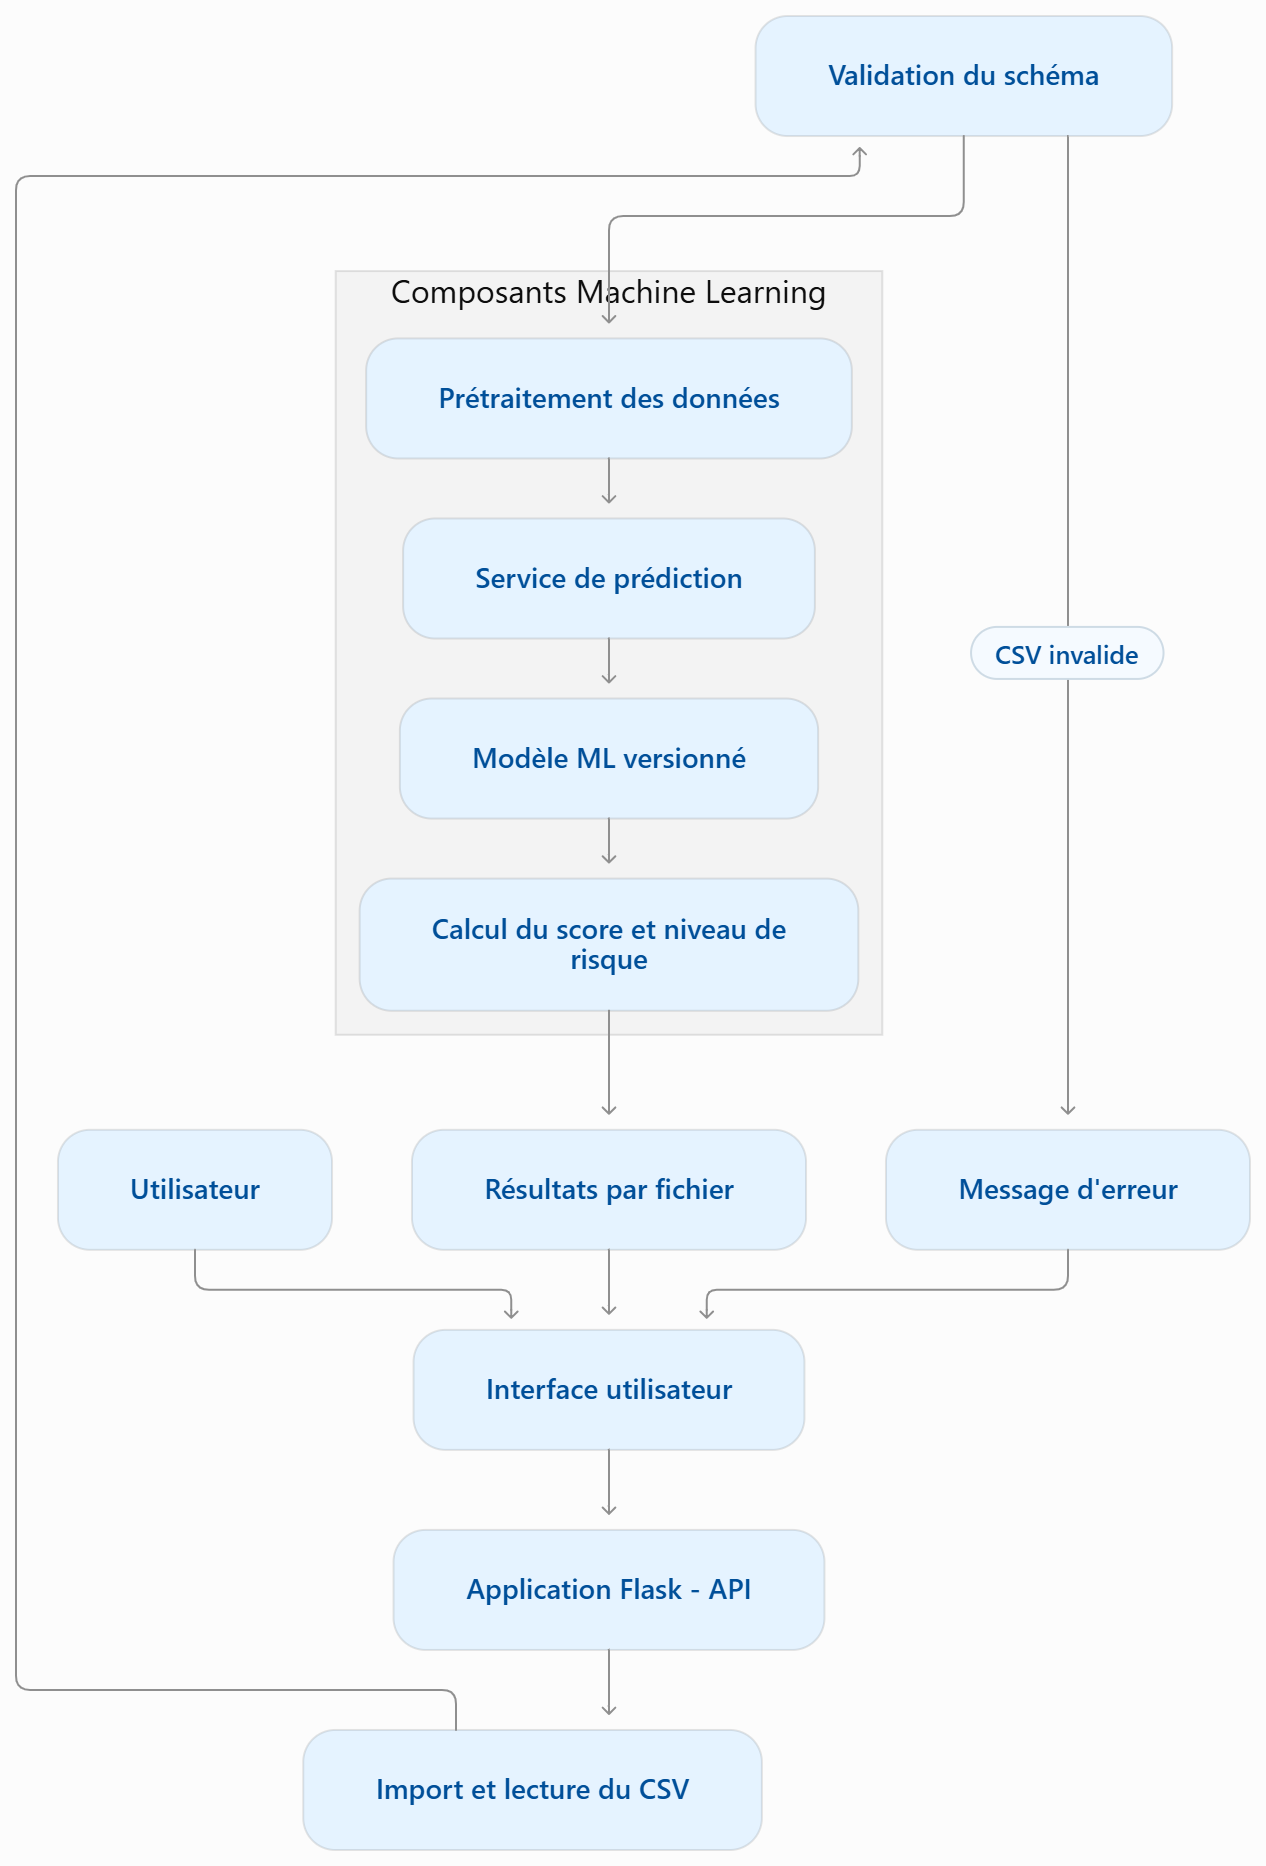 Validation du schéma
Composants Machine Learning
Prétraitement des données
Service de prédiction
CSV invalide
Modèle ML versionné
Calcul du score et niveau de
risque
Utilisateur
Résultats par fichier
Message d'erreur
Interface utilisateur
Application Flask - API
Import et lecture du CSV